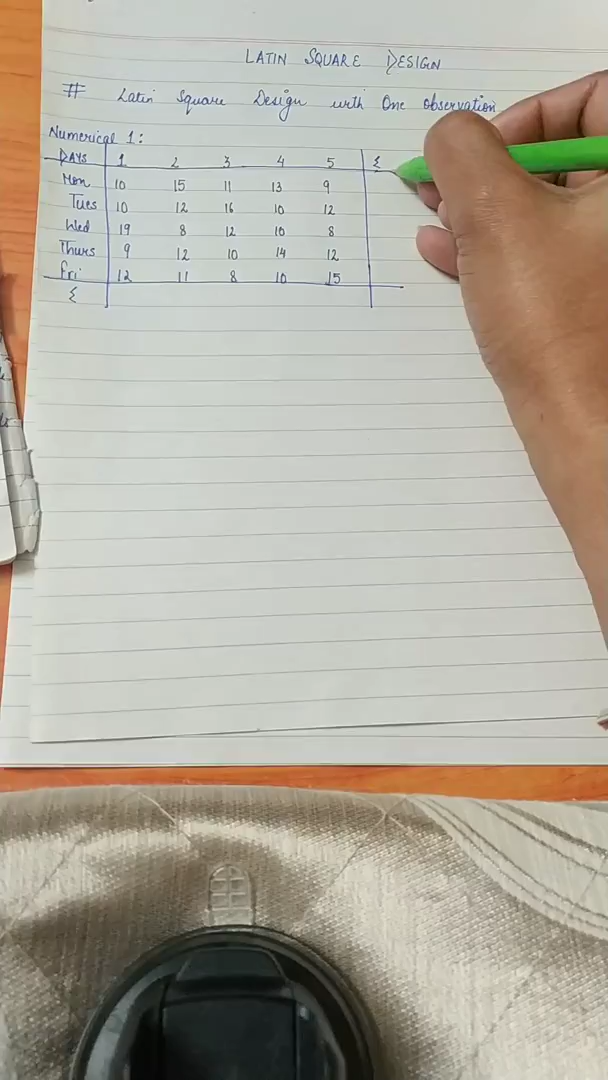 LATIN SQUARE DESIGN
# Latin Square Design with One observation
Numerical 1:
DAYS 1 2 3 4 5 Σ
Mon 10 15 11 13 9
Tues 10 12 16 10 12
Wed 19 8 12 10 8
Thurs 9 12 10 14 12
Fri 12 11 8 10 15
Σ